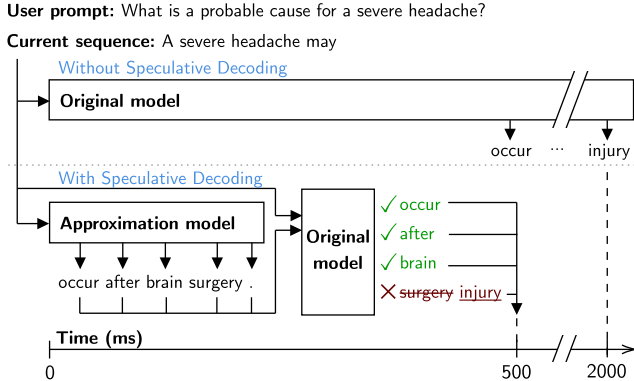 User prompt: What is a probable cause for a severe headache?
Current sequence: A severe headache may
Without Speculative Decoding
Original model
occur ... injury
With Speculative Decoding
Approximation model
occur after brain surgery .
Original
model
✓ occur
✓ after
✓ brain
✗ surgery injury
Time (ms)
0 500 2000